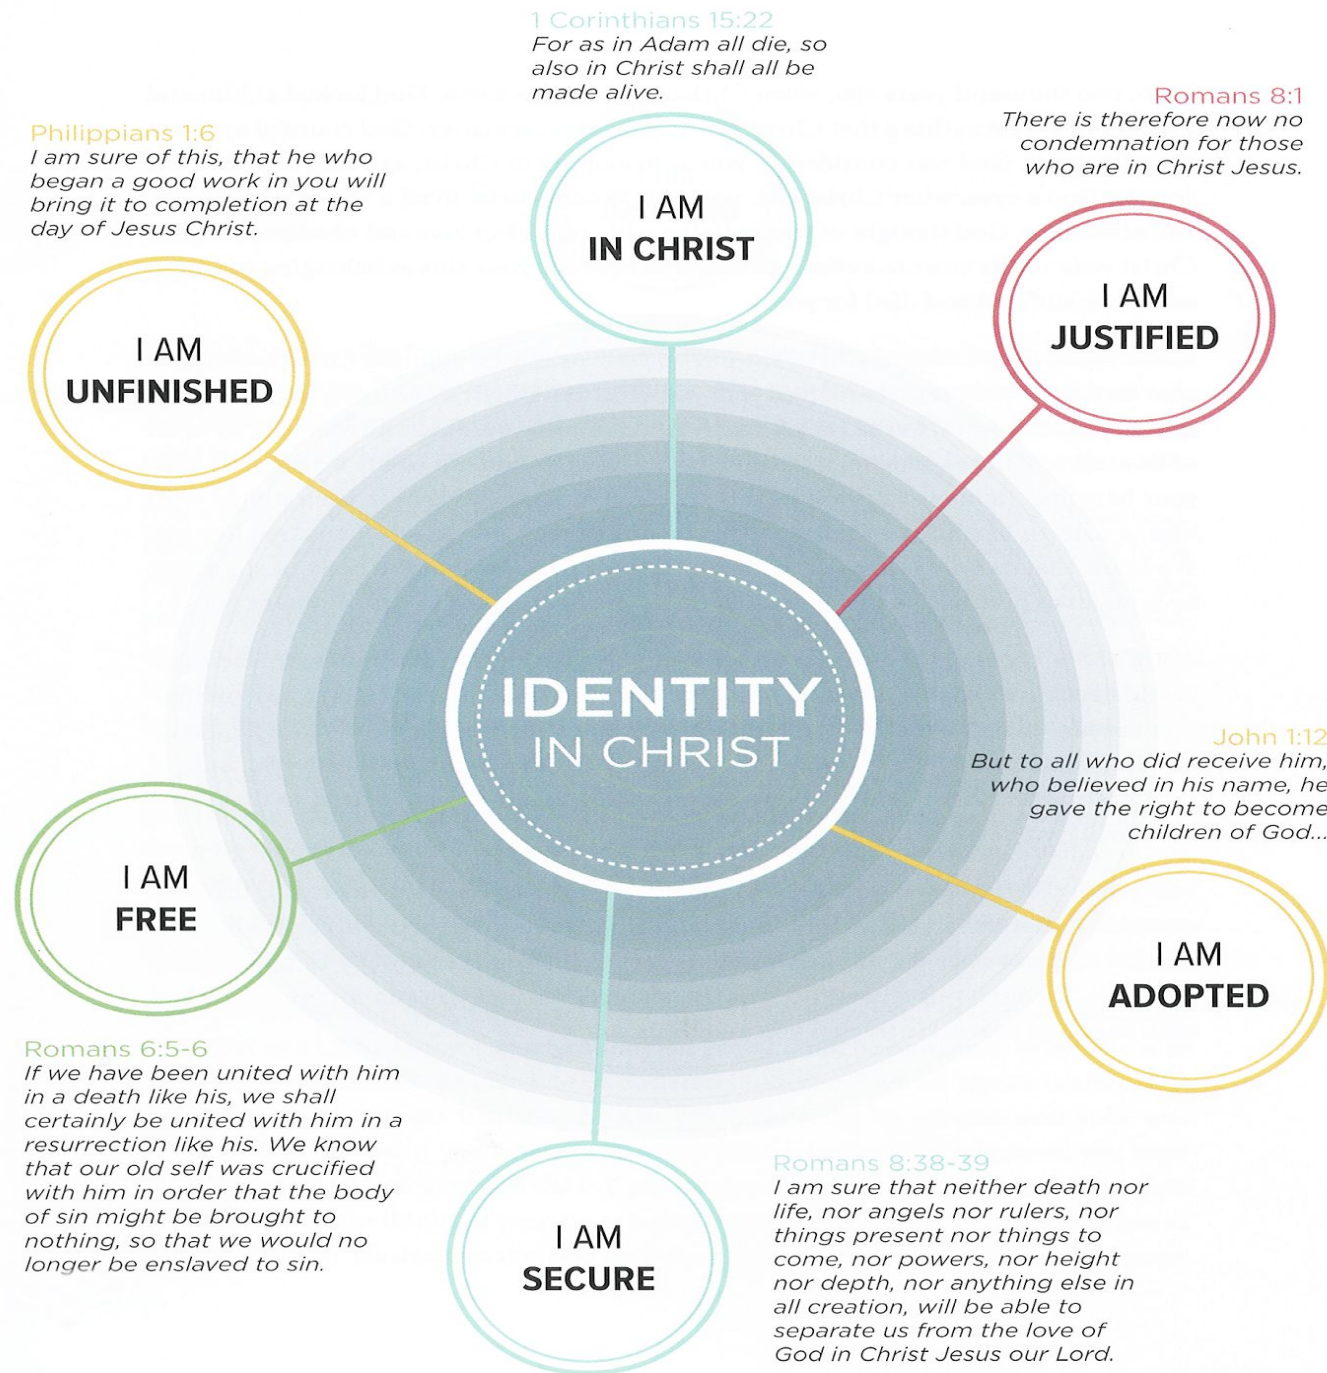 1 Corinthians 15:22
For as in Adam all die, so
also in Christ shall all be
made alive.
Romans 8:1
There is therefore now no
condemnation for those
who are in Christ Jesus.
Philippians 1:6
I am sure of this, that he who
began a good work in you will
bring it to completion at the
day of Jesus Christ.
I AM
IN CHRIST
I AM
JUSTIFIED
I AM
UNFINISHED
IDENTITY
IN CHRIST
John 1:12
But to all who did receive him,
who believed in his name, he
gave the right to become
children of God...
I AM
FREE
I AM
ADOPTED
Romans 6:5-6
If we have been united with him
in a death like his, we shall
certainly be united with him in a
resurrection like his. We know
that our old self was crucified
with him in order that the body
of sin might be brought to
nothing, so that we would no
longer be enslaved to sin.
I AM
SECURE
Romans 8:38-39
I am sure that neither death nor
life, nor angels nor rulers, nor
things present nor things to
come, nor powers, nor height
nor depth, nor anything else in
all creation, will be able to
separate us from the love of
God in Christ Jesus our Lord.